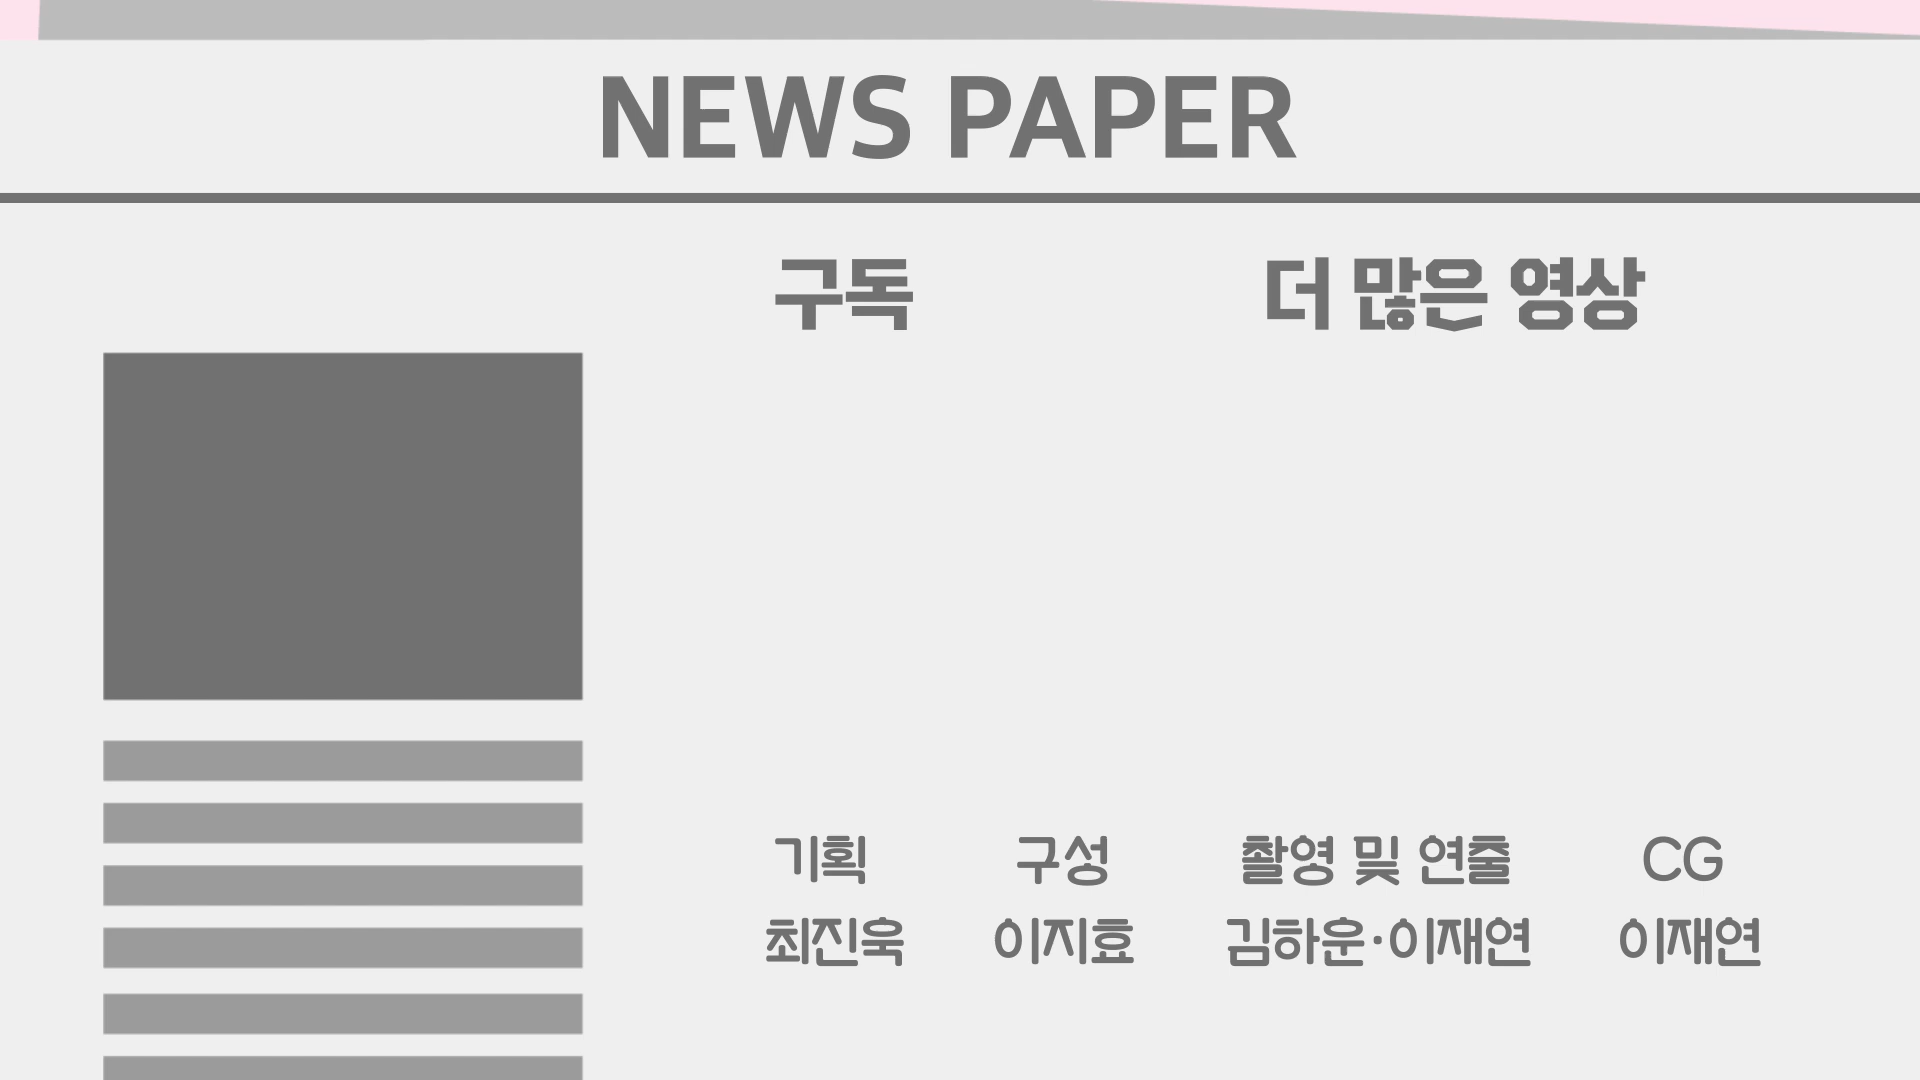 NEWS PAPER
구독 더 많은 영상
기획 구성 촬영 및 연출 CG
최진욱 이지효 김하운·이재연 이재연